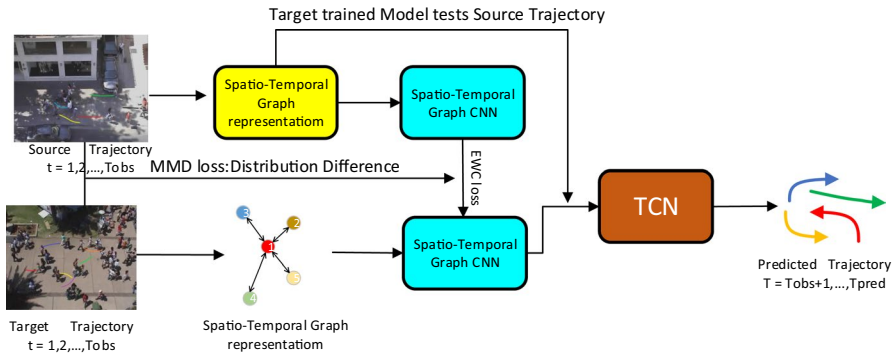 Target trained Model tests Source Trajectory
Spatio-Temporal
Graph
representatiom
Spatio-Temporal
Graph CNN
Source Trajectory
t = 1,2,...,Tobs
MMD loss:Distribution Difference
EWC loss
3
2
1
5
4
Spatio-Temporal
Graph CNN
TCN
Predicted Trajectory
T = Tobs+1,...,Tpred
Target Trajectory
t = 1,2,...,Tobs
Spatio-Temporal Graph
representatiom